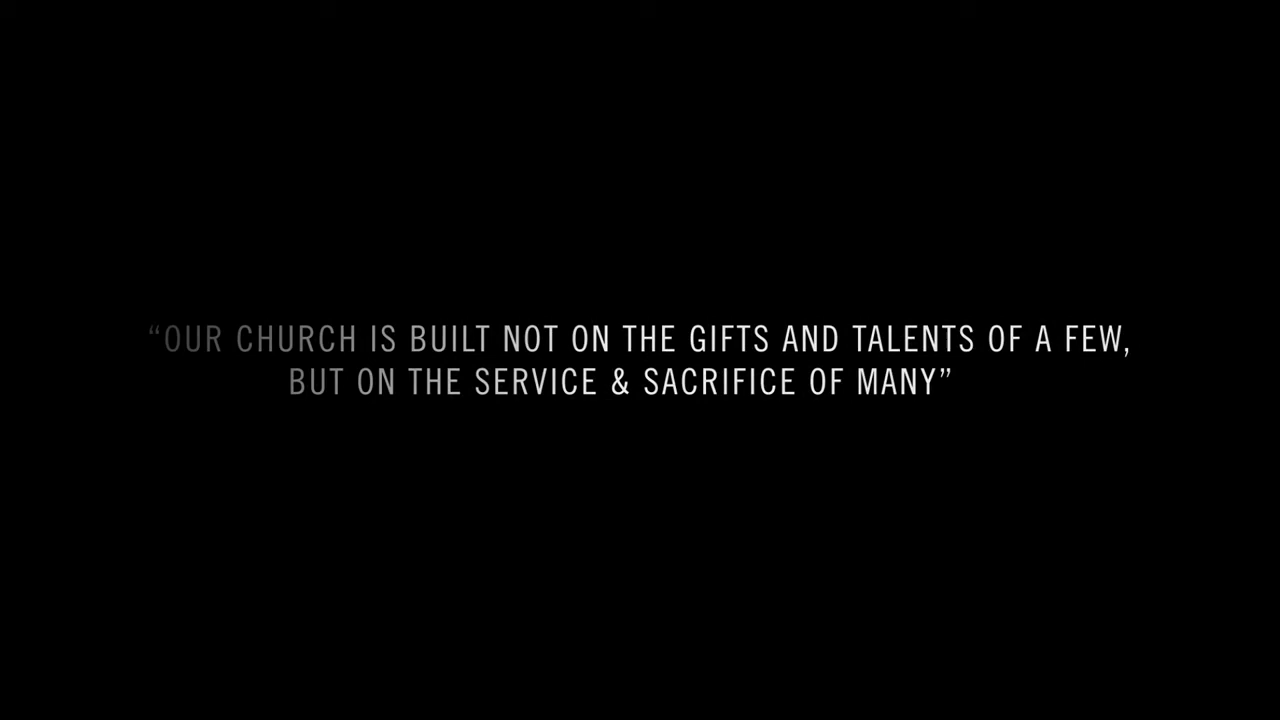 “OUR CHURCH IS BUILT NOT ON THE GIFTS AND TALENTS OF A FEW,
BUT ON THE SERVICE & SACRIFICE OF MANY”